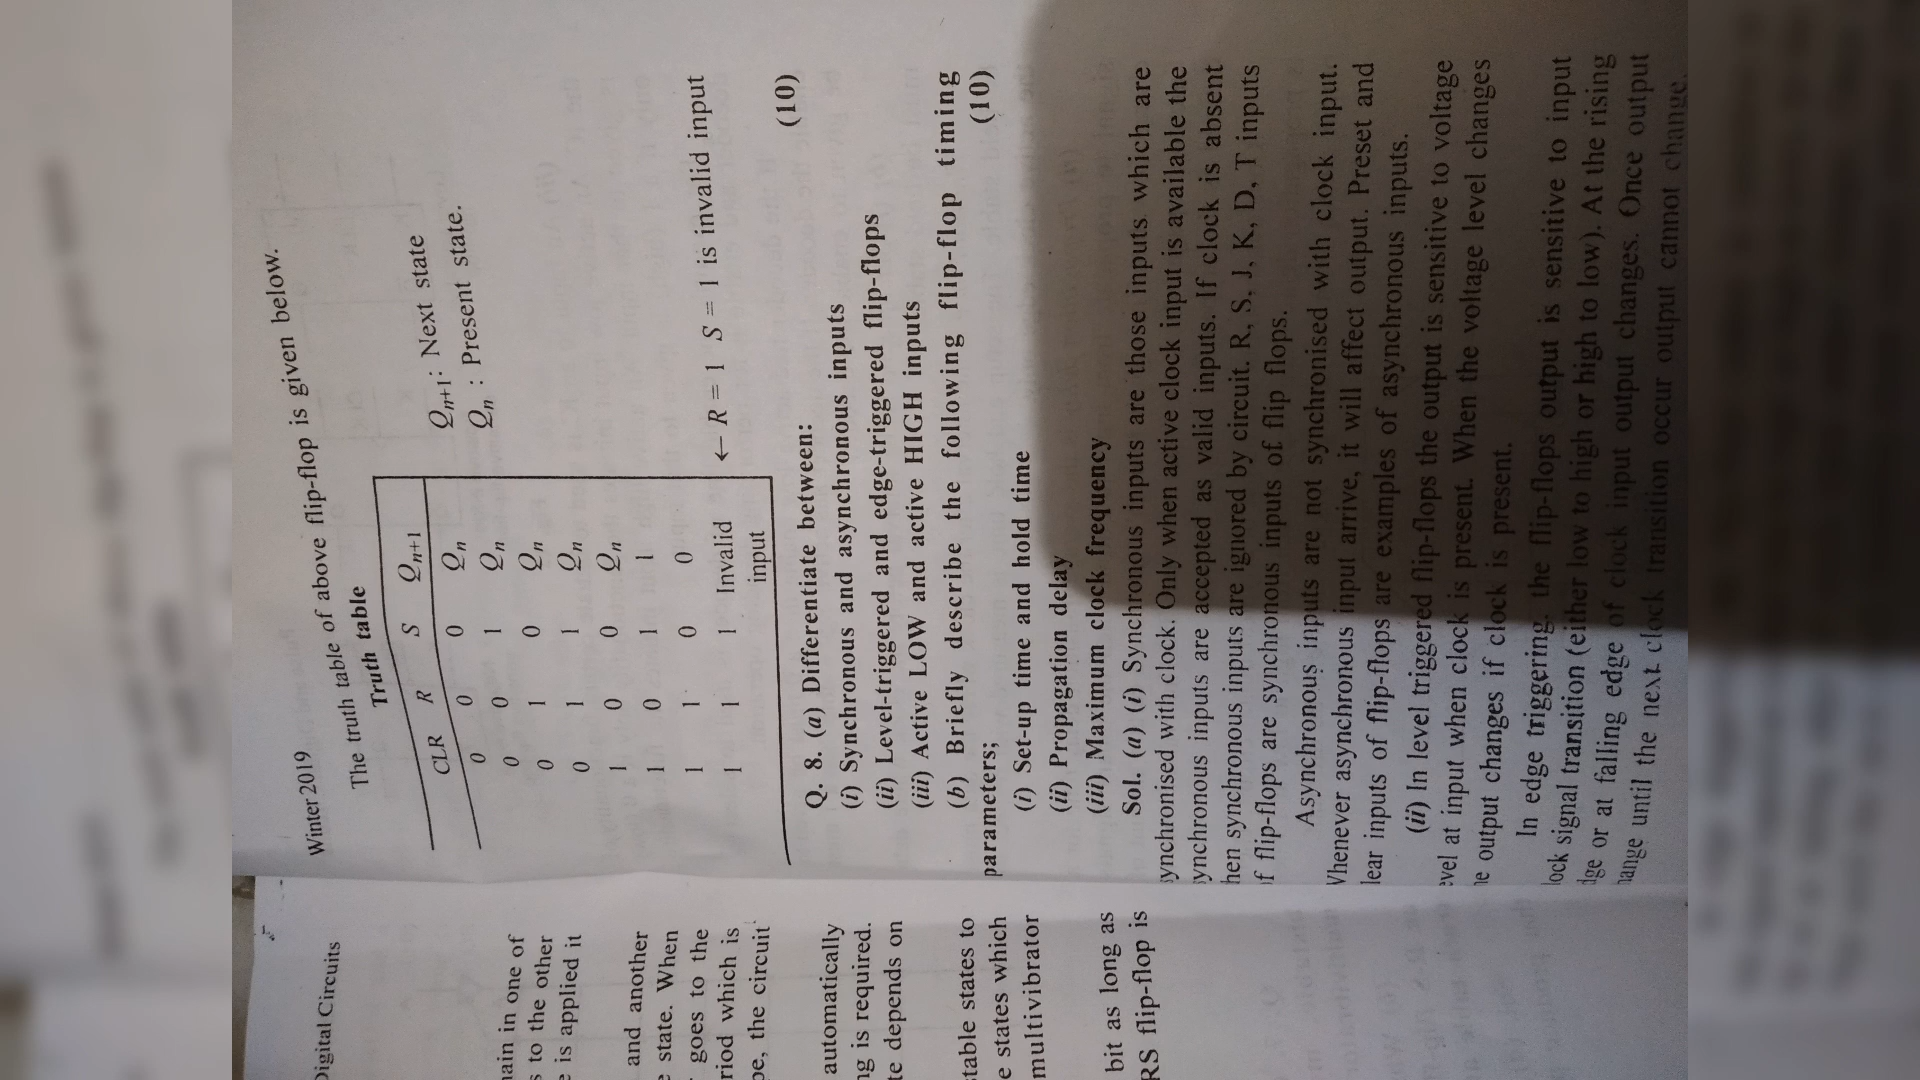 Digital Circuits
main in one of
s to the other
e is applied it
and another
e state. When
goes to the
riod which is
pe, the circuit
automatically
ng is required.
te depends on
stable states to
e states which
multivibrator
bit as long as
RS flip-flop is
Winter 2019
The truth table of above flip-flop is given below.
Truth table
CLR R S Qn+1
0 0 0 Qn
0 0 1 Qn
0 1 0 Qn
0 1 1 Qn
1 0 0 Qn
1 0 1 1
1 1 0 0
1 1 1 Invalid input
Qn+1: Next state
Qn : Present state.
← R = 1 S = 1 is invalid input
Q. 8. (a) Differentiate between: (10)
(i) Synchronous and asynchronous inputs
(ii) Level-triggered and edge-triggered flip-flops
(iii) Active LOW and active HIGH inputs
(b) Briefly describe the following flip-flop timing
parameters; (10)
(i) Set-up time and hold time
(ii) Propagation delay
(iii) Maximum clock frequency
Sol. (a) (i) Synchronous inputs are those inputs which are
ynchronised with clock. Only when active clock input is available the
ynchronous inputs are accepted as valid inputs. If clock is absent
hen synchronous inputs are ignored by circuit. R, S, J, K, D, T inputs
f flip-flops are synchronous inputs of flip flops.
Asynchronous inputs are not synchronised with clock input.
Whenever asynchronous input arrive, it will affect output. Preset and
lear inputs of flip-flops are examples of asynchronous inputs.
(ii) In level triggered flip-flops the output is sensitive to voltage
evel at input when clock is present. When the voltage level changes
he output changes if clock is present.
In edge triggering. the flip-flops output is sensitive to input
lock signal transition (either low to high or high to low). At the rising
dge or at falling edge of clock input output changes. Once output
hange until the next clock transition occur output cannot change.